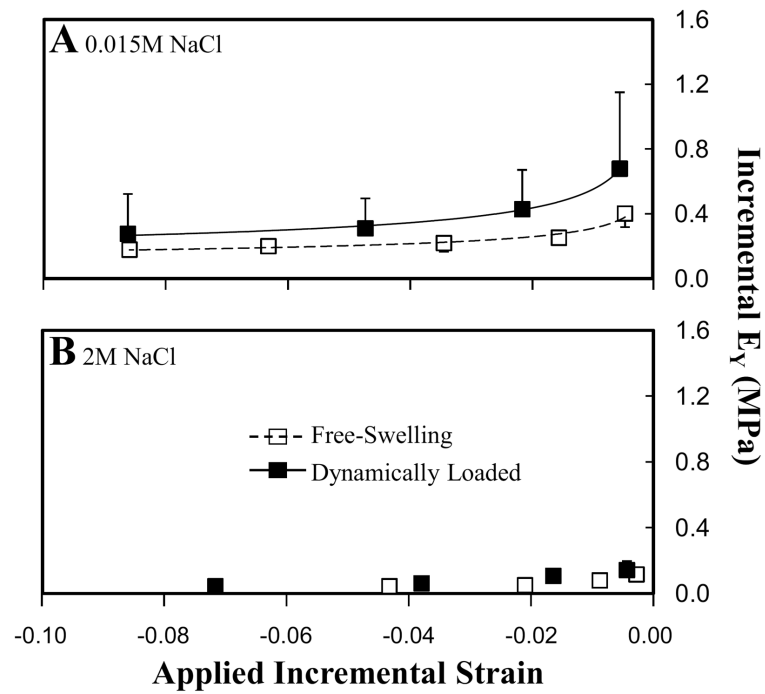 A 0.015M NaCl
1.6
1.2
0.8
0.4
0.0
B 2M NaCl
1.6
1.2
0.8
0.4
0.0
Free-Swelling
Dynamically Loaded
-0.10 -0.08 -0.06 -0.04 -0.02 0.00
Applied Incremental Strain
Incremental EY (MPa)